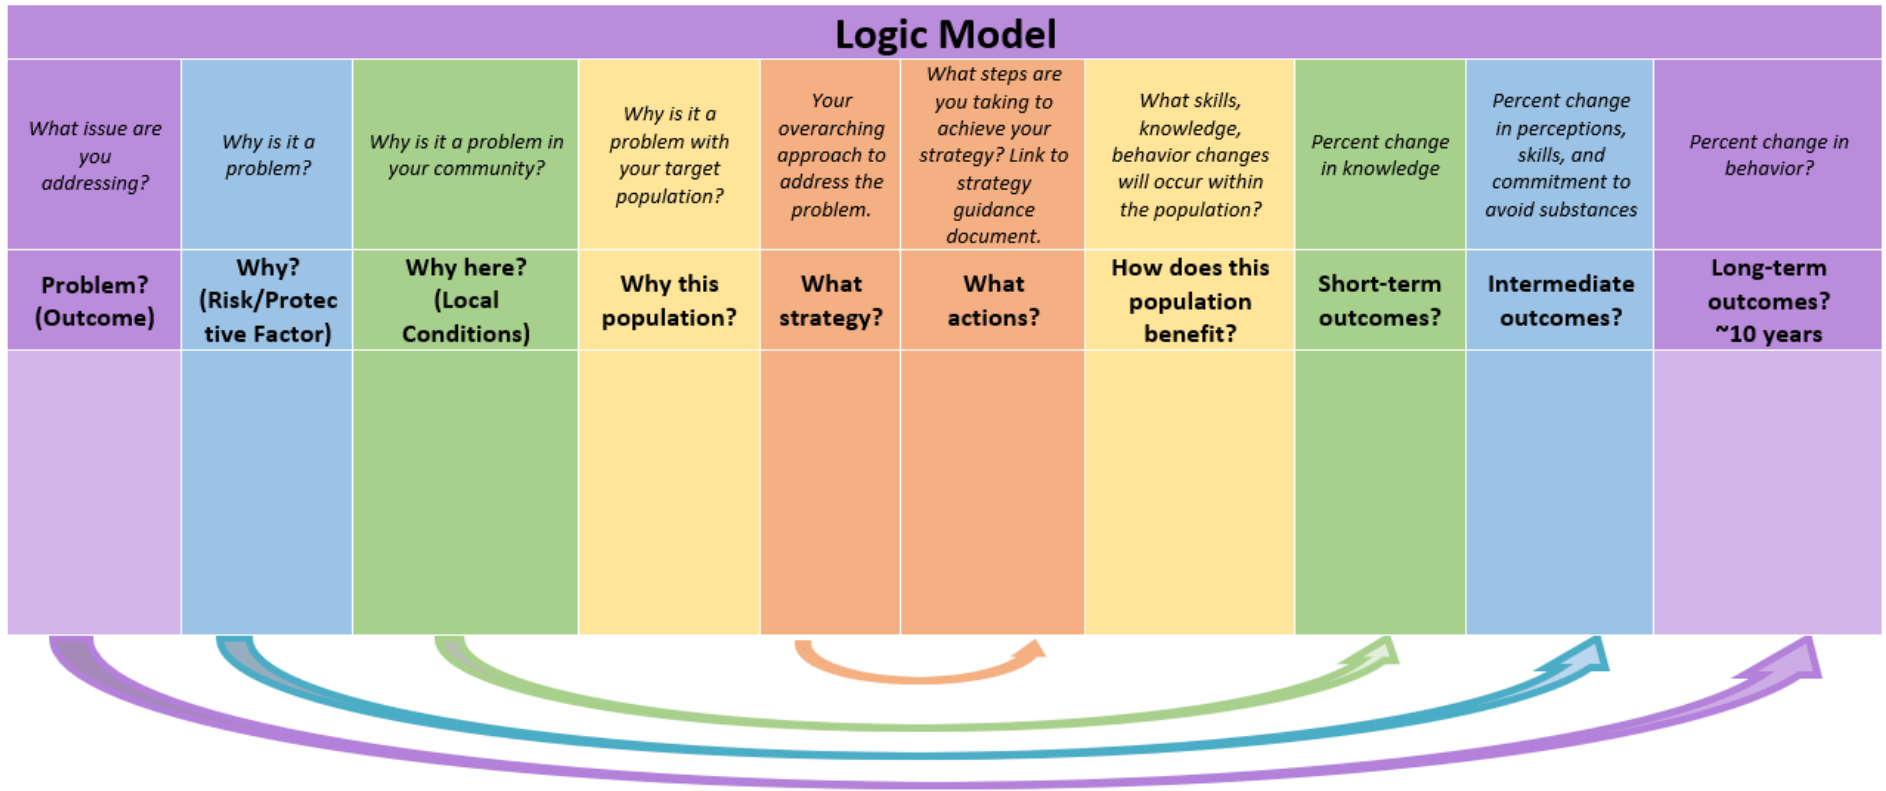 Logic Model
What issue are
you
addressing?
Why is it a
problem?
Why is it a problem in
your community?
Why is it a
problem with
your target
population?
Your
overarching
approach to
address the
problem.
What steps are
you taking to
achieve your
strategy? Link to
strategy
guidance
document.
What skills,
knowledge,
behavior changes
will occur within
the population?
Percent change
in knowledge
Percent change
in perceptions,
skills, and
commitment to
avoid substances
Percent change in
behavior?
Problem?
(Outcome)
Why?
(Risk/Protec
tive Factor)
Why here?
(Local
Conditions)
Why this
population?
What
strategy?
What
actions?
How does this
population
benefit?
Short-term
outcomes?
Intermediate
outcomes?
Long-term
outcomes?
~10 years